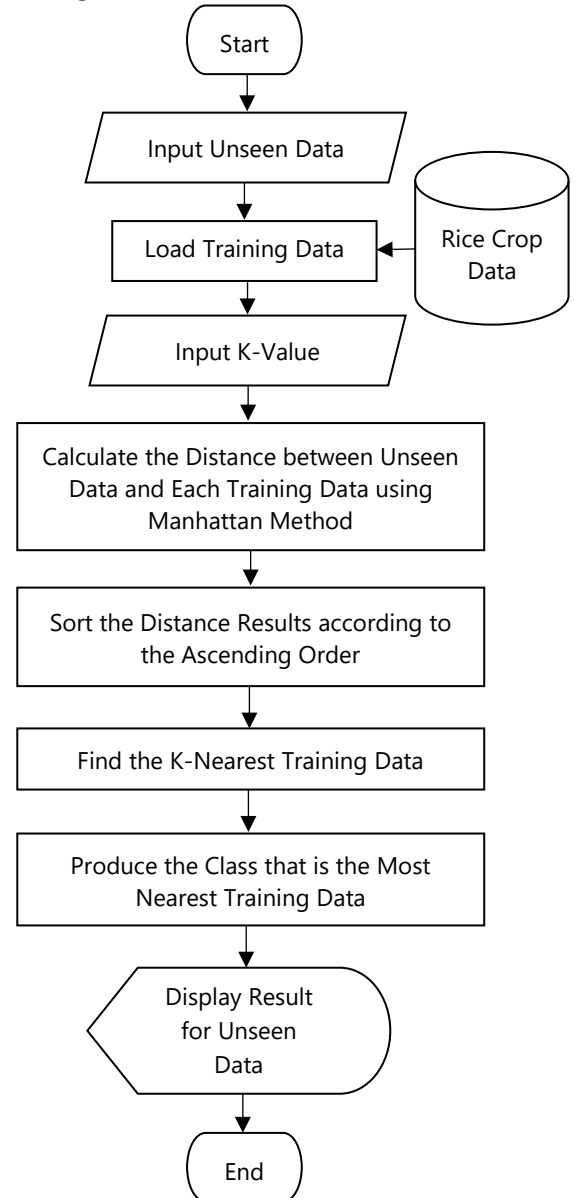 Start
Input Unseen Data
Load Training Data
Rice Crop
Data
Input K-Value
Calculate the Distance between Unseen
Data and Each Training Data using
Manhattan Method
Sort the Distance Results according to
the Ascending Order
Find the K-Nearest Training Data
Produce the Class that is the Most
Nearest Training Data
Display Result
for Unseen
Data
End